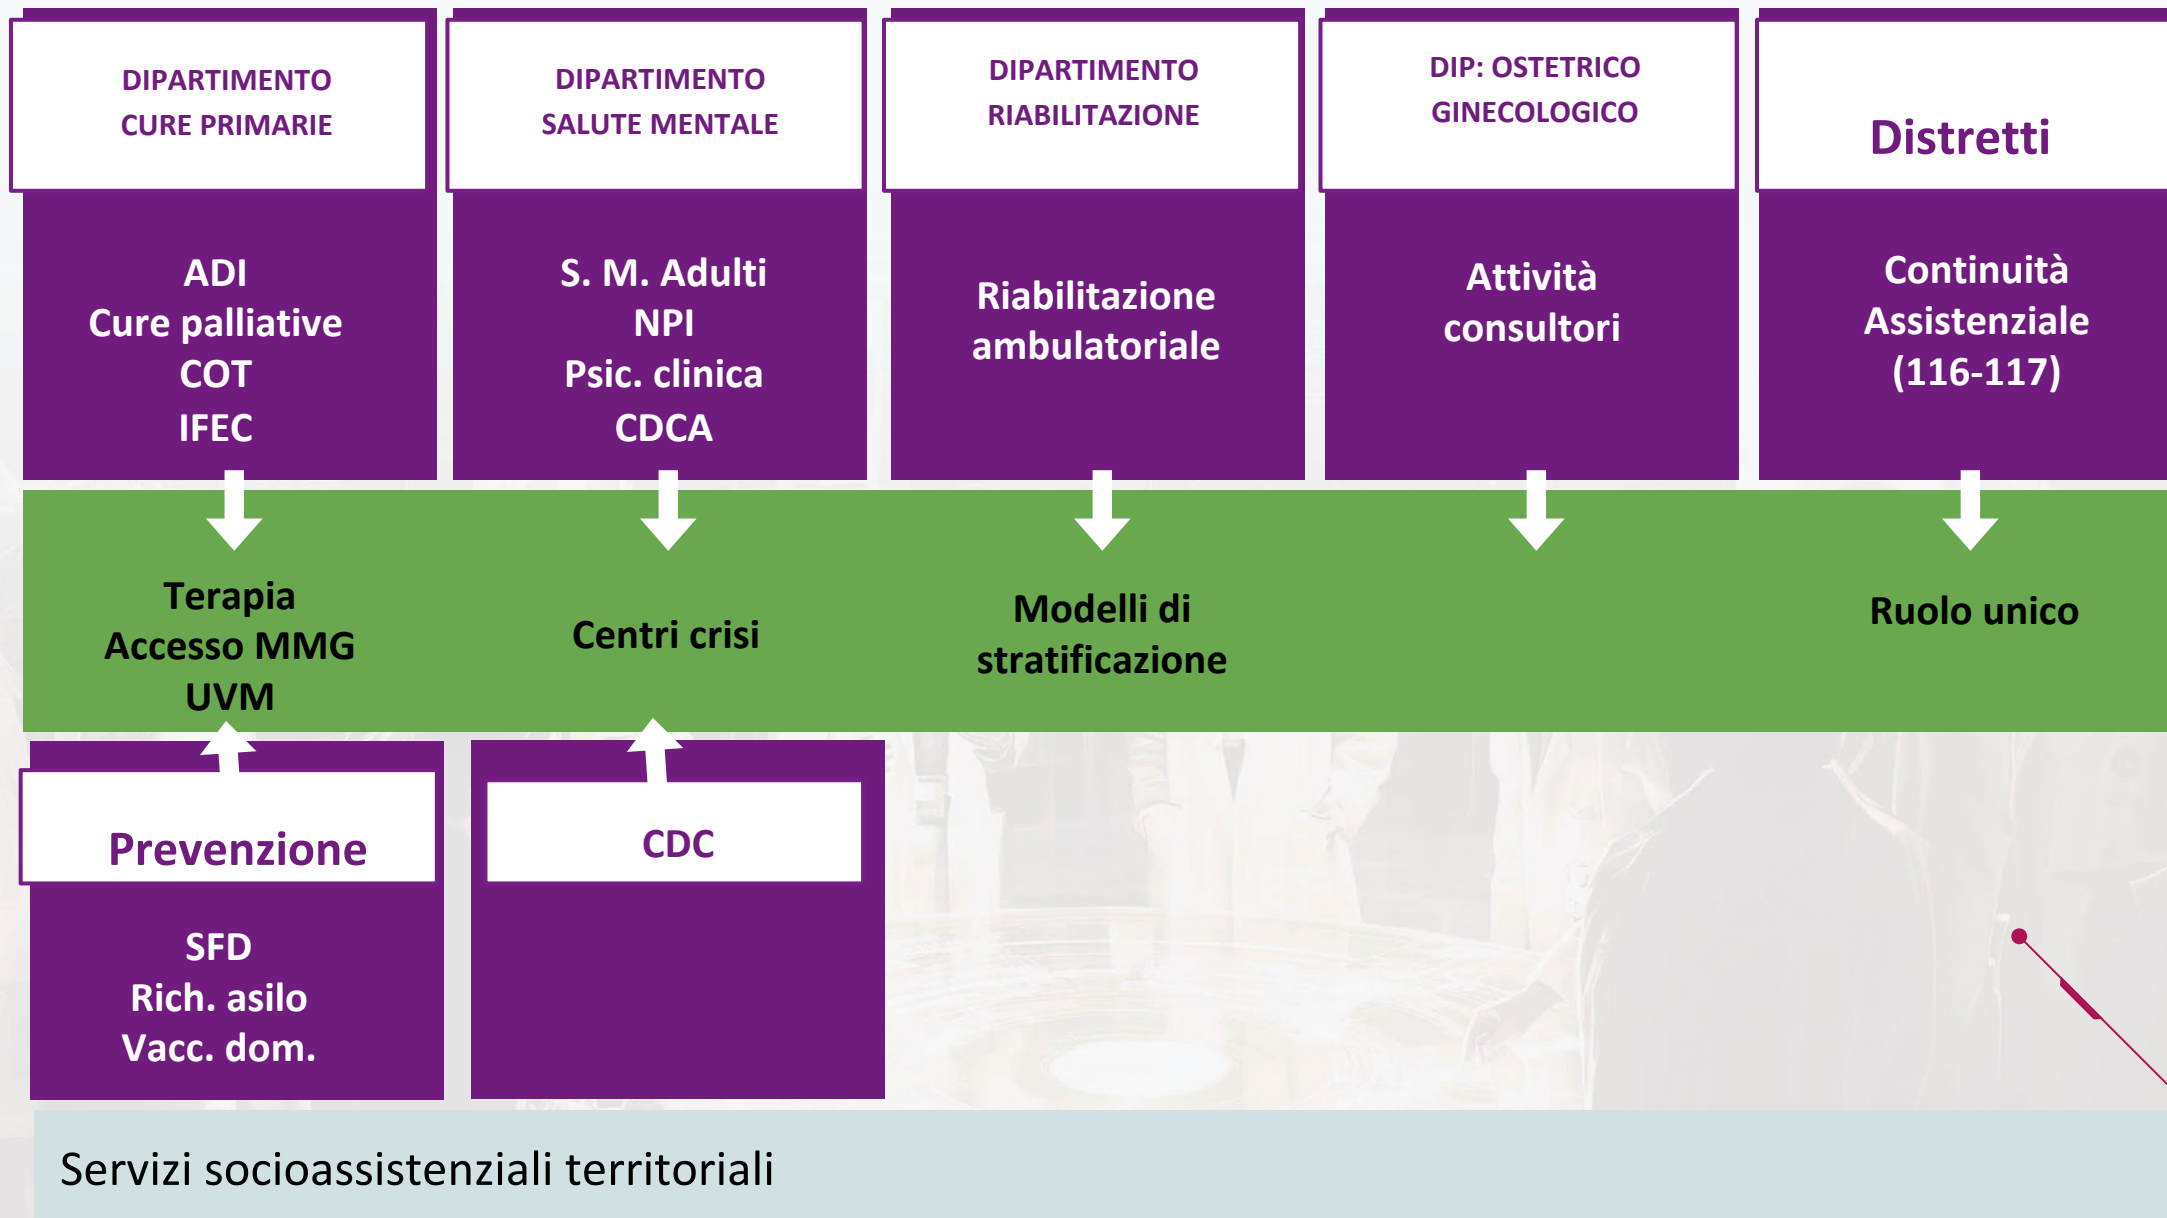 DIPARTIMENTO
CURE PRIMARIE
DIPARTIMENTO
SALUTE MENTALE
DIPARTIMENTO
RIABILITAZIONE
DIP: OSTETRICO
GINECOLOGICO
Distretti
ADI
Cure palliative
COT
IFEC
S. M. Adulti
NPI
Psic. clinica
CDCA
Riabilitazione
ambulatoriale
Attività
consultori
Continuità
Assistenziale
(116-117)
Terapia
Accesso MMG
UVM
Centri crisi
Modelli di
stratificazione
Ruolo unico
Prevenzione
SFD
Rich. asilo
Vacc. dom.
CDC
Servizi socioassistenziali territoriali